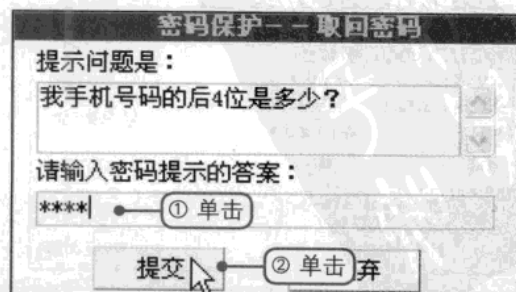 密码保护--取回密码
提示问题是：
我手机号码的后4位是多少？
请输入密码提示的答案：
****
① 单击
提交
② 单击
弃